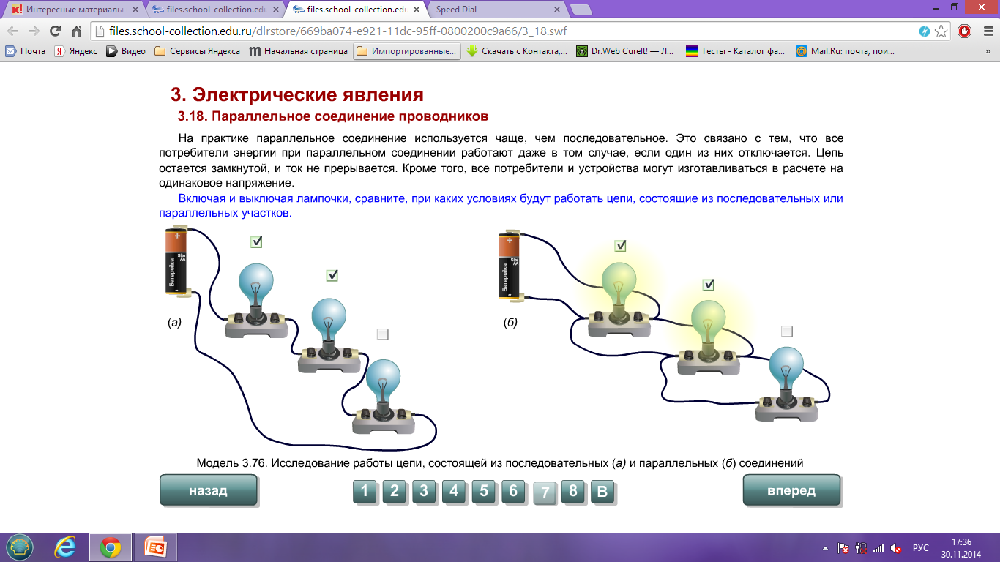 Интересные материалы
files.school-collection.edu
files.school-collection.edu
Speed Dial
files.school-collection.edu.ru/dlrstore/669ba074-e921-11dc-95ff-0800200c9a66/3_18.swf
Почта
Яндекс
Видео
Сервисы Яндекса
Начальная страница
Импортированные...
Скачать с Контакта,...
Dr.Web CureIt! — Л...
Тесты - Каталог фа...
Mail.Ru: почта, пои...
»
3. Электрические явления
3.18. Параллельное соединение проводников
На практике параллельное соединение используется чаще, чем последовательное. Это связано с тем, что все
потребители энергии при параллельном соединении работают даже в том случае, если один из них отключается. Цепь
остается замкнутой, и ток не прерывается. Кроме того, все потребители и устройства могут изготавливаться в расчете на
одинаковое напряжение.
Включая и выключая лампочки, сравните, при каких условиях будут работать цепи, состоящие из последовательных или
параллельных участков.
+
Size
AA
Батарейка
-
(а)
+
Size
AA
Батарейка
-
(б)
Модель 3.76. Исследование работы цепи, состоящей из последовательных (а) и параллельных (б) соединений
назад
1 2 3 4 5 6 7 8 В
вперед
РУС
17:36
30.11.2014